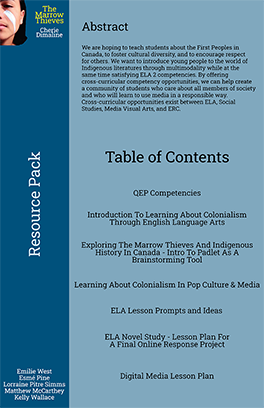 The
Marrow
Thieves
Cherie
Dimaline
Resource Pack
Emilie West
Esmé Pine
Lorraine Pitre Simms
Matthew McCarthey
Kelly Wallace
Abstract
We are hoping to teach students about the First Peoples in
Canada, to foster cultural diversity, and to encourage respect
for others. We want to introduce young people to the world of
Indigenous literatures through multimodality while at the
same time satisfying ELA 2 competencies. By offering
cross-curricular competency opportunities, we can help create
a community of students who care about all members of society
and who will learn to use media in a responsible way.
Cross-curricular opportunities exist between ELA, Social
Studies, Media Visual Arts, and ERC.
Table of Contents
QEP Competencies
Introduction To Learning About Colonialism
Through English Language Arts
Exploring The Marrow Thieves And Indigenous
History In Canada - Intro To Padlet As A
Brainstorming Tool
Learning About Colonialism In Pop Culture & Media
ELA Lesson Prompts and Ideas
ELA Novel Study - Lesson Plan For
A Final Online Response Project
Digital Media Lesson Plan